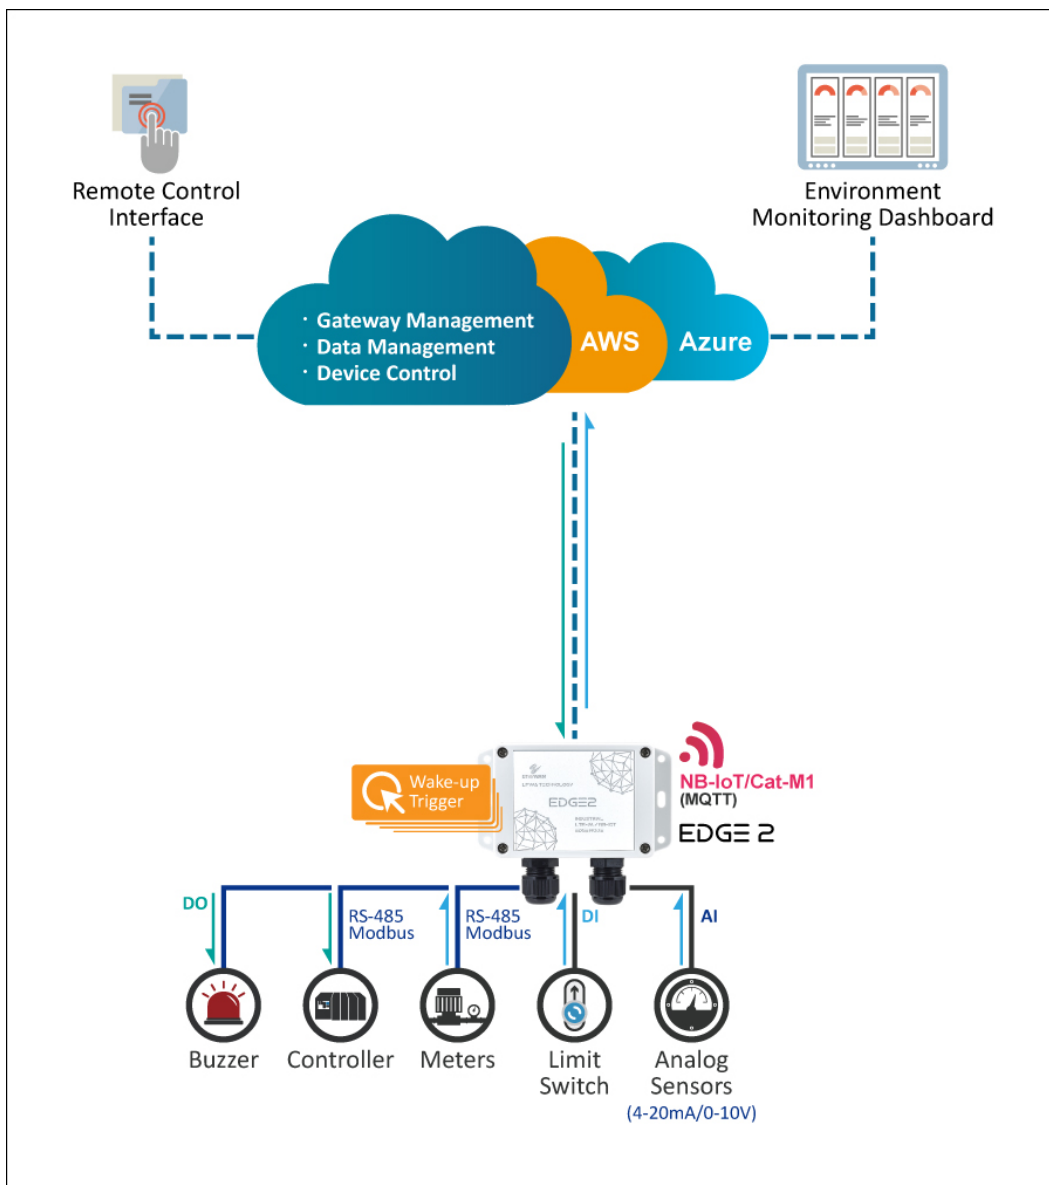 Remote Control
Interface
Environment
Monitoring Dashboard
· Gateway Management
· Data Management
· Device Control
AWS
Azure
Wake-up
Trigger
EDGE2
NB-IoT/Cat-M1
(MQTT)
EDGE 2
DO
RS-485
Modbus
RS-485
Modbus
DI
AI
Buzzer
Controller
Meters
Limit
Switch
Analog
Sensors
(4-20mA/0-10V)